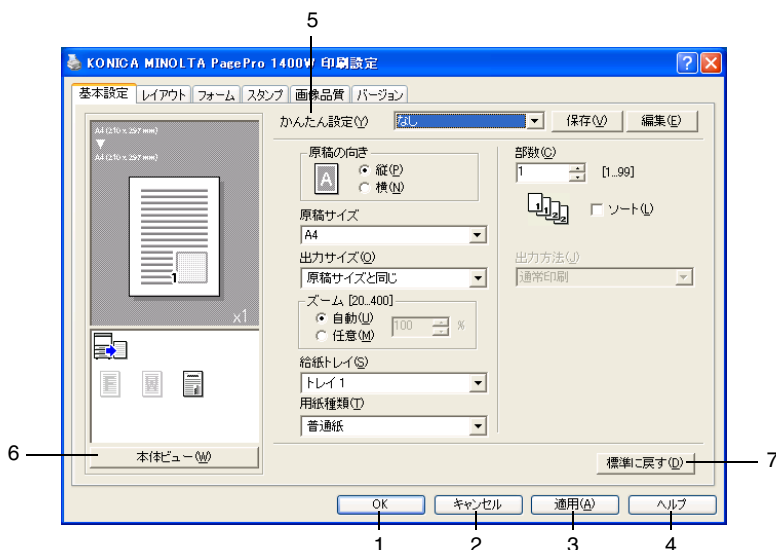 5
KONICA MINOLTA PagePro 1400W 印刷設定
基本設定 レイアウト フォーム スタンプ 画像品質 バージョン
A4 (210 x 297 mm)
A4 (210 x 297 mm)
1
x1
本体ビュー(W)
かんたん設定(Y) なし 保存(V) 編集(E)
原稿の向き
A
縦(P)
横(N)
原稿サイズ
A4
出力サイズ(O)
原稿サイズと同じ
ズーム [20...400]
自動(U)
任意(M)
100 %
給紙トレイ(S)
トレイ 1
用紙種類(T)
普通紙
部数(C)
1 [1...99]
1 1 2 2
ソート(L)
出力方法(J)
通常印刷
標準に戻す(D)
6
7
OK キャンセル 適用(A) ヘルプ
1 2 3 4